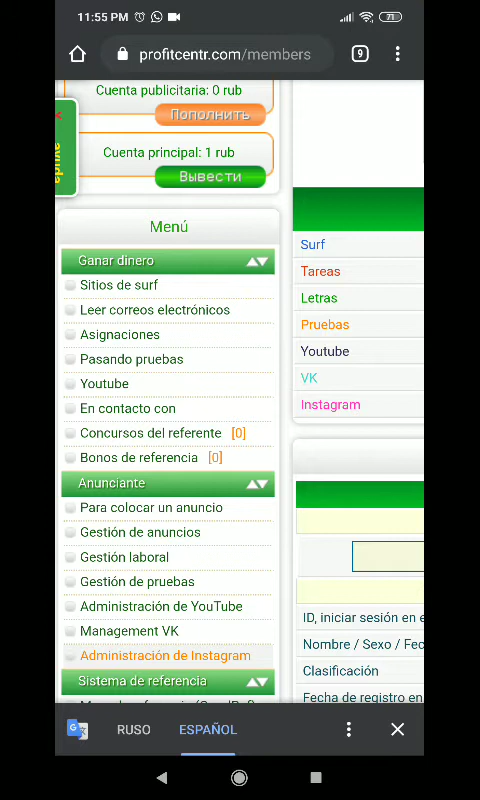 11:55 PM
71
profitcentr.com/members
9
Cuenta publicitaria: 0 rub
Пополнить
Cuenta principal: 1 rub
Вывести
Menú
Ganar dinero
Sitios de surf
Leer correos electrónicos
Asignaciones
Pasando pruebas
Youtube
En contacto con
Concursos del referente [0]
Bonos de referencia [0]
Anunciante
Para colocar un anuncio
Gestión de anuncios
Gestión laboral
Gestión de pruebas
Administración de YouTube
Management VK
Administración de Instagram
Sistema de referencia
Surf
Tareas
Letras
Pruebas
Youtube
VK
Instagram
ID, iniciar sesión en e
Nombre / Sexo / Fec
Clasificación
Fecha de registro en
RUSO
ESPAÑOL